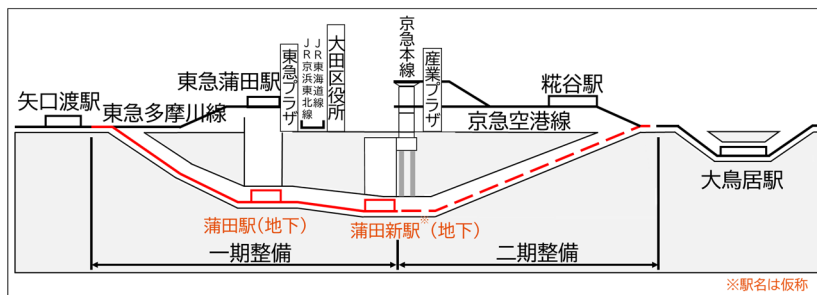 矢口渡駅
東急多摩川線
東急蒲田駅
東急プラザ
JR京浜東北線
JR東海道線
大田区役所
京急本線
産業プラザ
京急空港線
糀谷駅
大鳥居駅
蒲田駅(地下)
蒲田新駅※(地下)
一期整備
二期整備
※駅名は仮称